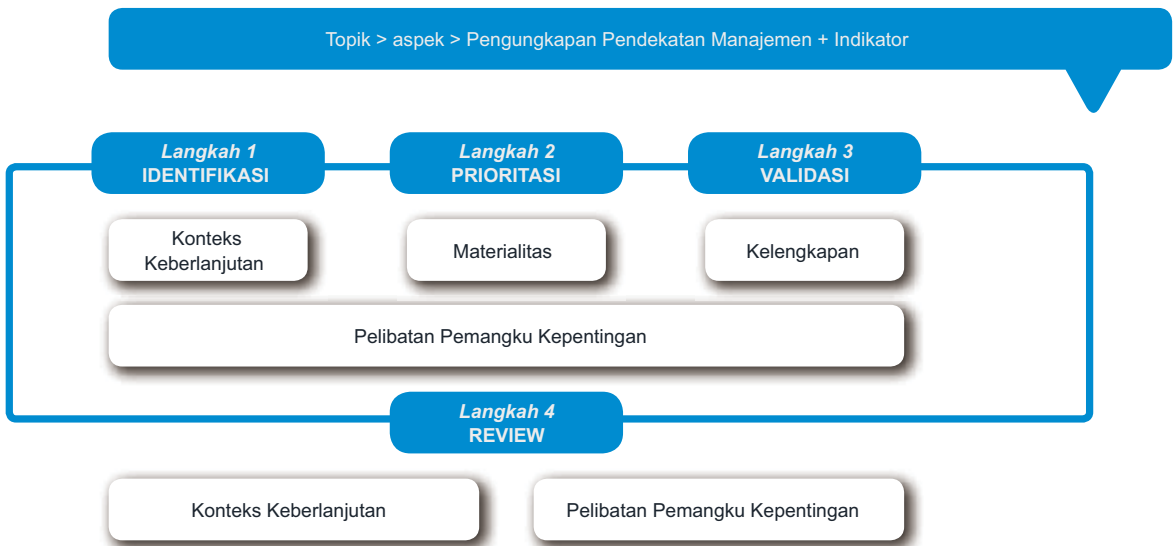 Topik > aspek > Pengungkapan Pendekatan Manajemen + Indikator
Langkah 1
IDENTIFIKASI
Langkah 2
PRIORITASI
Langkah 3
VALIDASI
Konteks
Keberlanjutan
Materialitas
Kelengkapan
Pelibatan Pemangku Kepentingan
Langkah 4
REVIEW
Konteks Keberlanjutan
Pelibatan Pemangku Kepentingan